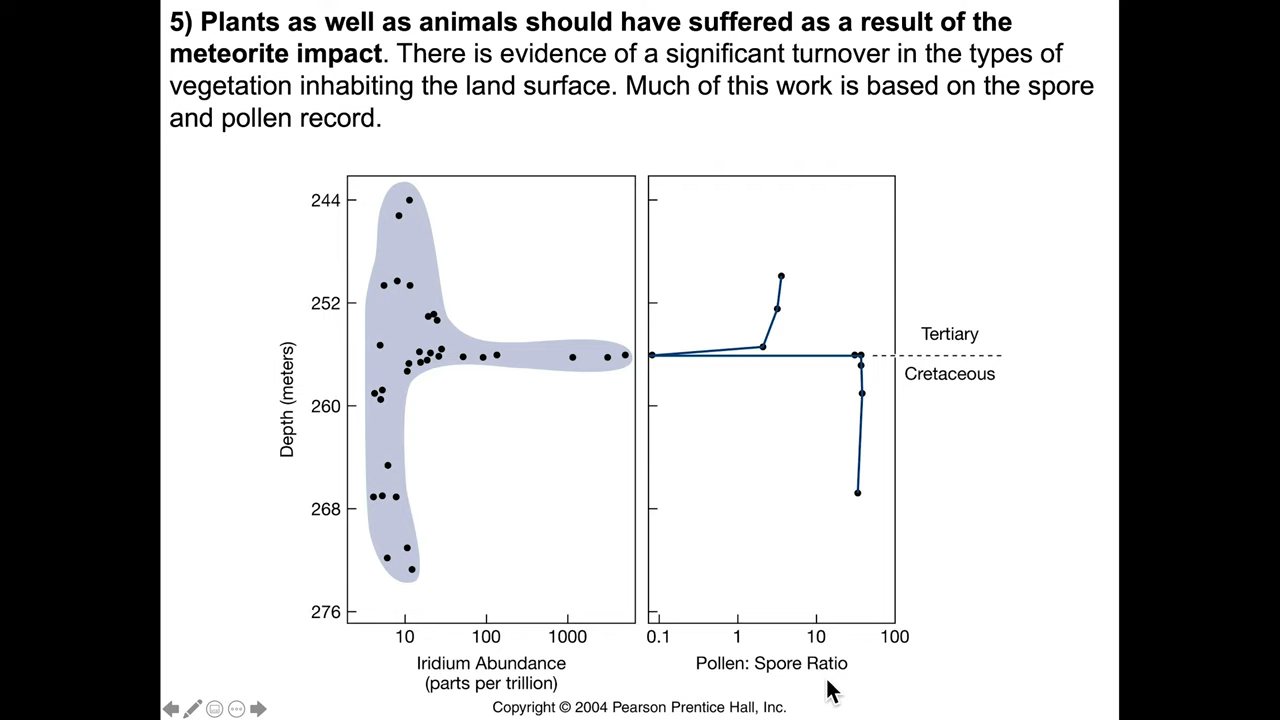 5) Plants as well as animals should have suffered as a result of the
meteorite impact. There is evidence of a significant turnover in the types of
vegetation inhabiting the land surface. Much of this work is based on the spore
and pollen record.
244
252
260
268
276
Depth (meters)
10 100 1000
Iridium Abundance
(parts per trillion)
0.1 1 10 100
Pollen: Spore Ratio
Tertiary
Cretaceous
Copyright © 2004 Pearson Prentice Hall, Inc.